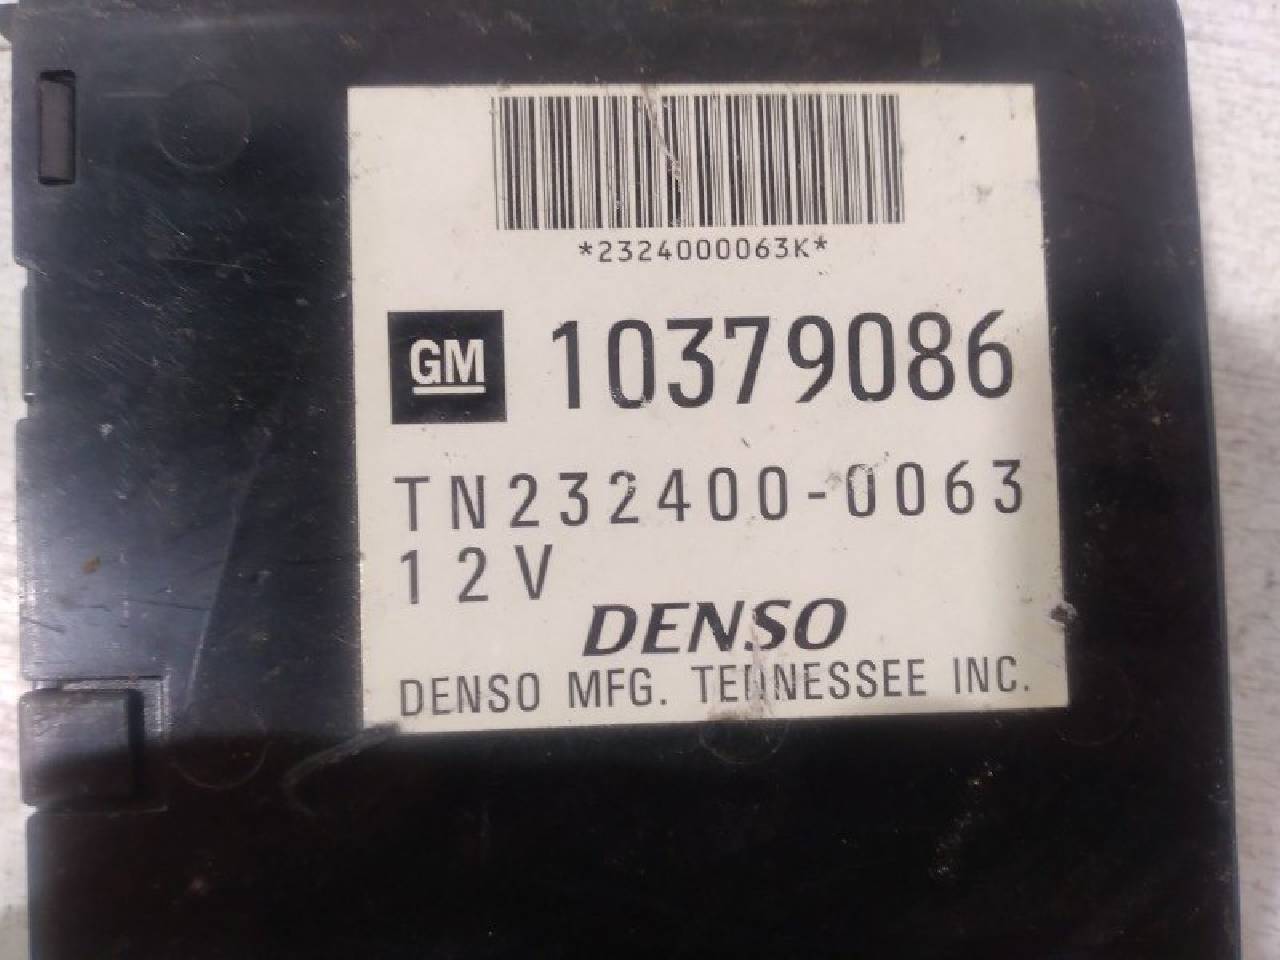 *2324000063K*
GM 10379086
TN232400-0063
12V
DENSO
DENSO MFG. TENNESSEE INC.